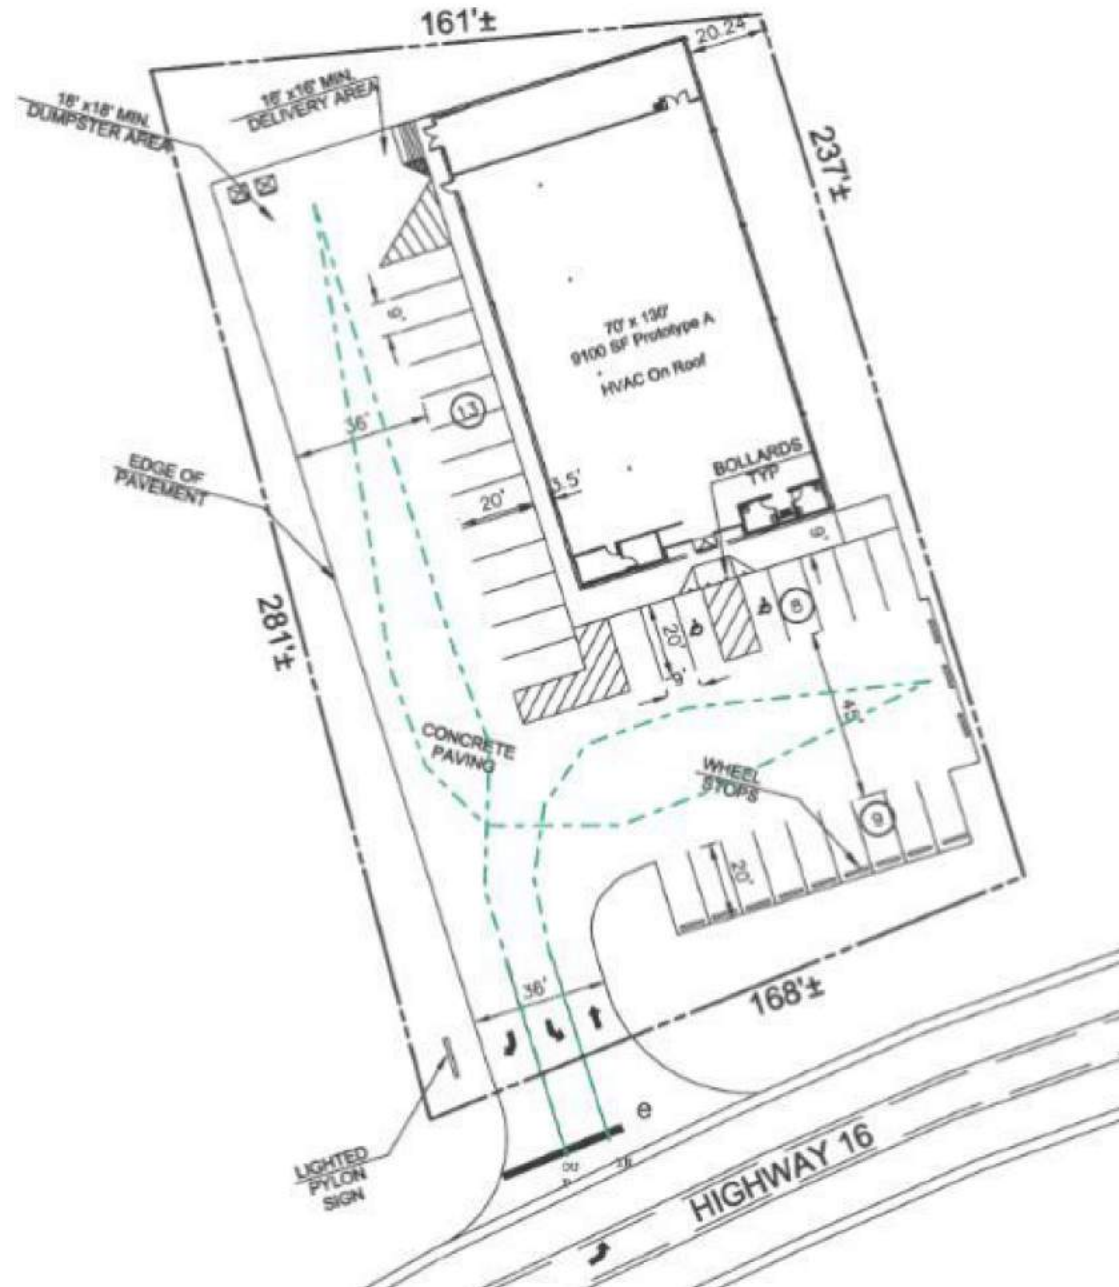 161'±
20.24'
18' x18' MIN.
DUMPSTER AREA
16' x16' MIN.
DELIVERY AREA
237'±
9'
70' x 130'
9100 SF Prototype A
HVAC On Roof
13
36'
EDGE OF
PAVEMENT
BOLLARDS
TYP
3.5'
20'
9'
8
281'±
20'
9'
45'
CONCRETE
PAVING
WHEEL
STOPS
9
20'
36'
168'±
LIGHTED
PYLON
SIGN
e
HIGHWAY 16